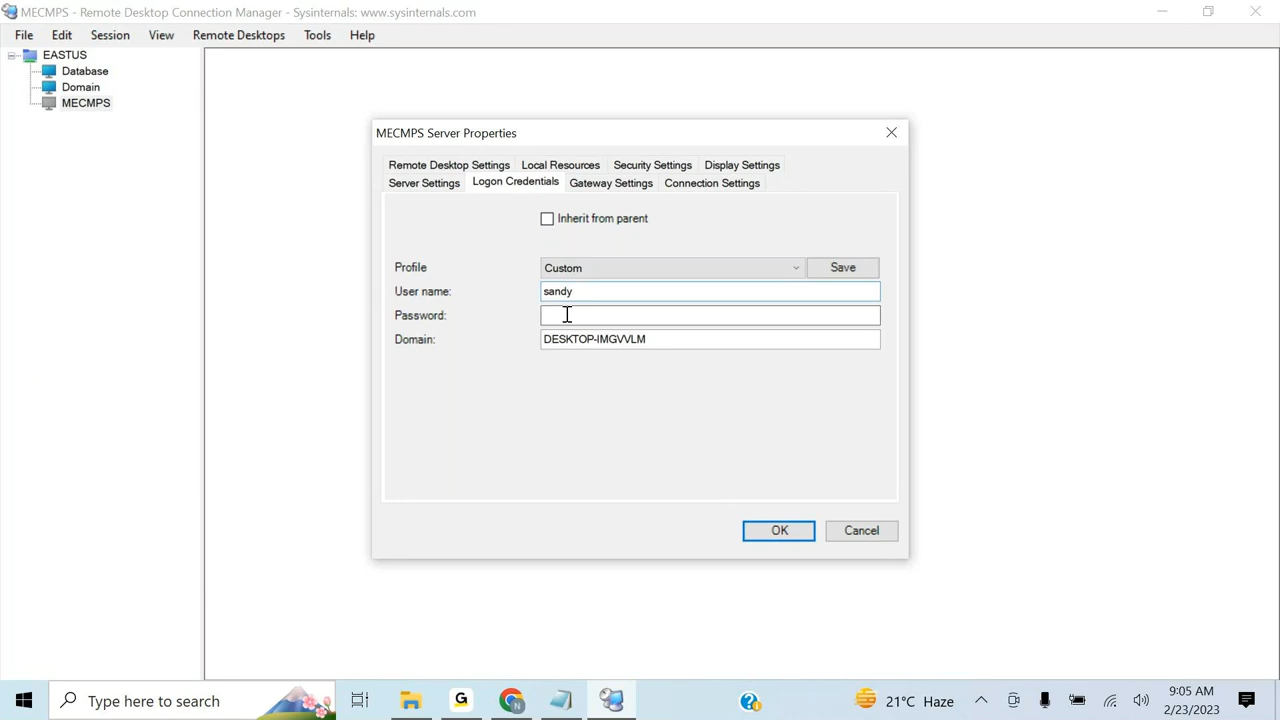 MECMPS - Remote Desktop Connection Manager - Sysinternals: www.sysinternals.com
File Edit Session View Remote Desktops Tools Help
EASTUS
Database
Domain
MECMPS
MECMPS Server Properties
Remote Desktop Settings Local Resources Security Settings Display Settings
Server Settings Logon Credentials Gateway Settings Connection Settings
Inherit from parent
Profile Custom Save
User name: sandy
Password:
Domain: DESKTOP-IMGVVLM
OK Cancel
Type here to search
G
N
21°C Haze
9:05 AM
2/23/2023